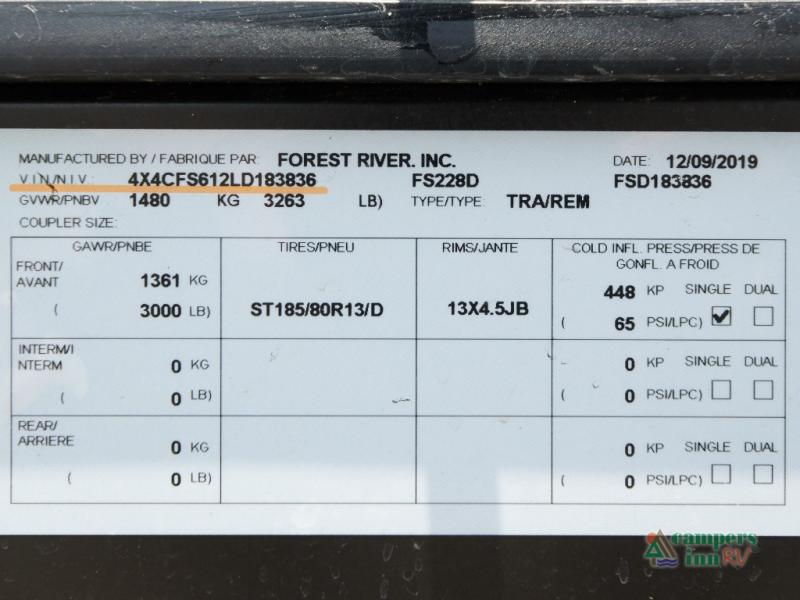 MANUFACTURED BY / FABRIQUE PAR: FOREST RIVER. INC. DATE: 12/09/2019
V.I.N/N.I.V.: 4X4CFS612LD183836 FS228D FSD183836
GVWR/PNBV 1480 KG 3263 LB) TYPE/TYPE: TRA/REM
COUPLER SIZE:
GAWR/PNBE TIRES/PNEU RIMS/JANTE COLD INFL. PRESS/PRESS DE
GONFL. A FROID
FRONT/
AVANT 1361 KG 448 KP SINGLE DUAL
( 3000 LB) ST185/80R13/D 13X4.5JB ( 65 PSI/LPC)
INTERM/I
NTERM 0 KG 0 KP SINGLE DUAL
( 0 LB) ( 0 PSI/LPC)
REAR/
ARRIERE 0 KG 0 KP SINGLE DUAL
( 0 LB) ( 0 PSI/LPC)
campers
inn RV